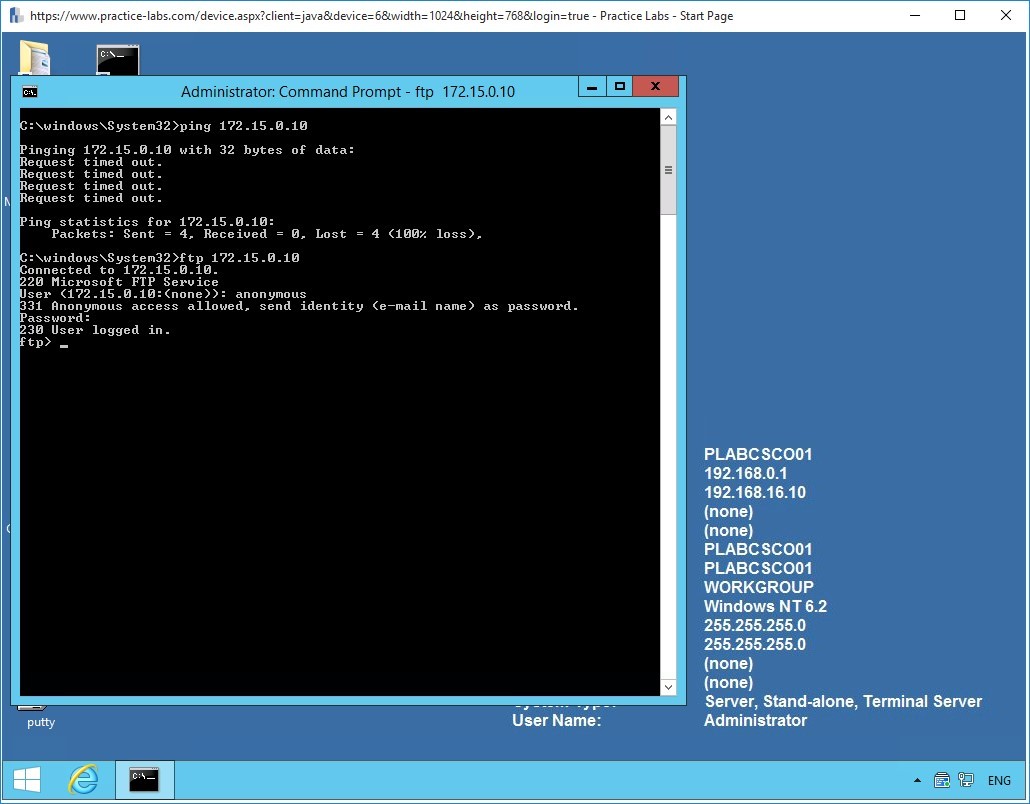 https://www.practice-labs.com/device.aspx?client=java&device=6&width=1024&height=768&login=true - Practice Labs - Start Page
Administrator: Command Prompt - ftp  172.15.0.10
C:\windows\System32>ping 172.15.0.10
Pinging 172.15.0.10 with 32 bytes of data:
Request timed out.
Request timed out.
Request timed out.
Request timed out.
Ping statistics for 172.15.0.10:
    Packets: Sent = 4, Received = 0, Lost = 4 (100% loss),
C:\windows\System32>ftp 172.15.0.10
Connected to 172.15.0.10.
220 Microsoft FTP Service
User (172.15.0.10:(none)): anonymous
331 Anonymous access allowed, send identity (e-mail name) as password.
Password:
230 User logged in.
ftp> _
PLABCSCO01
192.168.0.1
192.168.16.10
(none)
(none)
PLABCSCO01
PLABCSCO01
WORKGROUP
Windows NT 6.2
255.255.255.0
255.255.255.0
(none)
(none)
Server, Stand-alone, Terminal Server
User Name: Administrator
putty
ENG